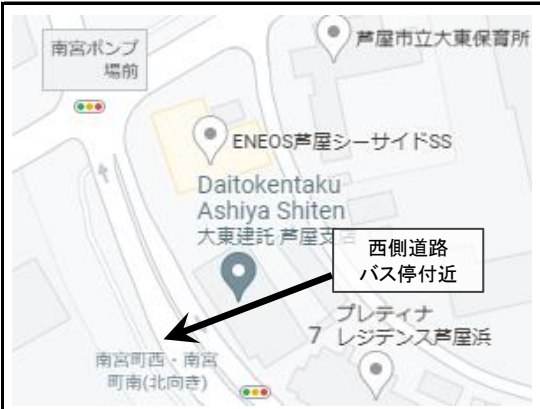 南宮ポンプ
場前
芦屋市立大東保育所
ENEOS芦屋シーサイドSS
Daitokentaku
Ashiya Shiten
大東建託 芦屋支店
西側道路
バス停付近
プレティナ
7 レジデンス芦屋浜
南宮町西・南宮
町南(北向き)